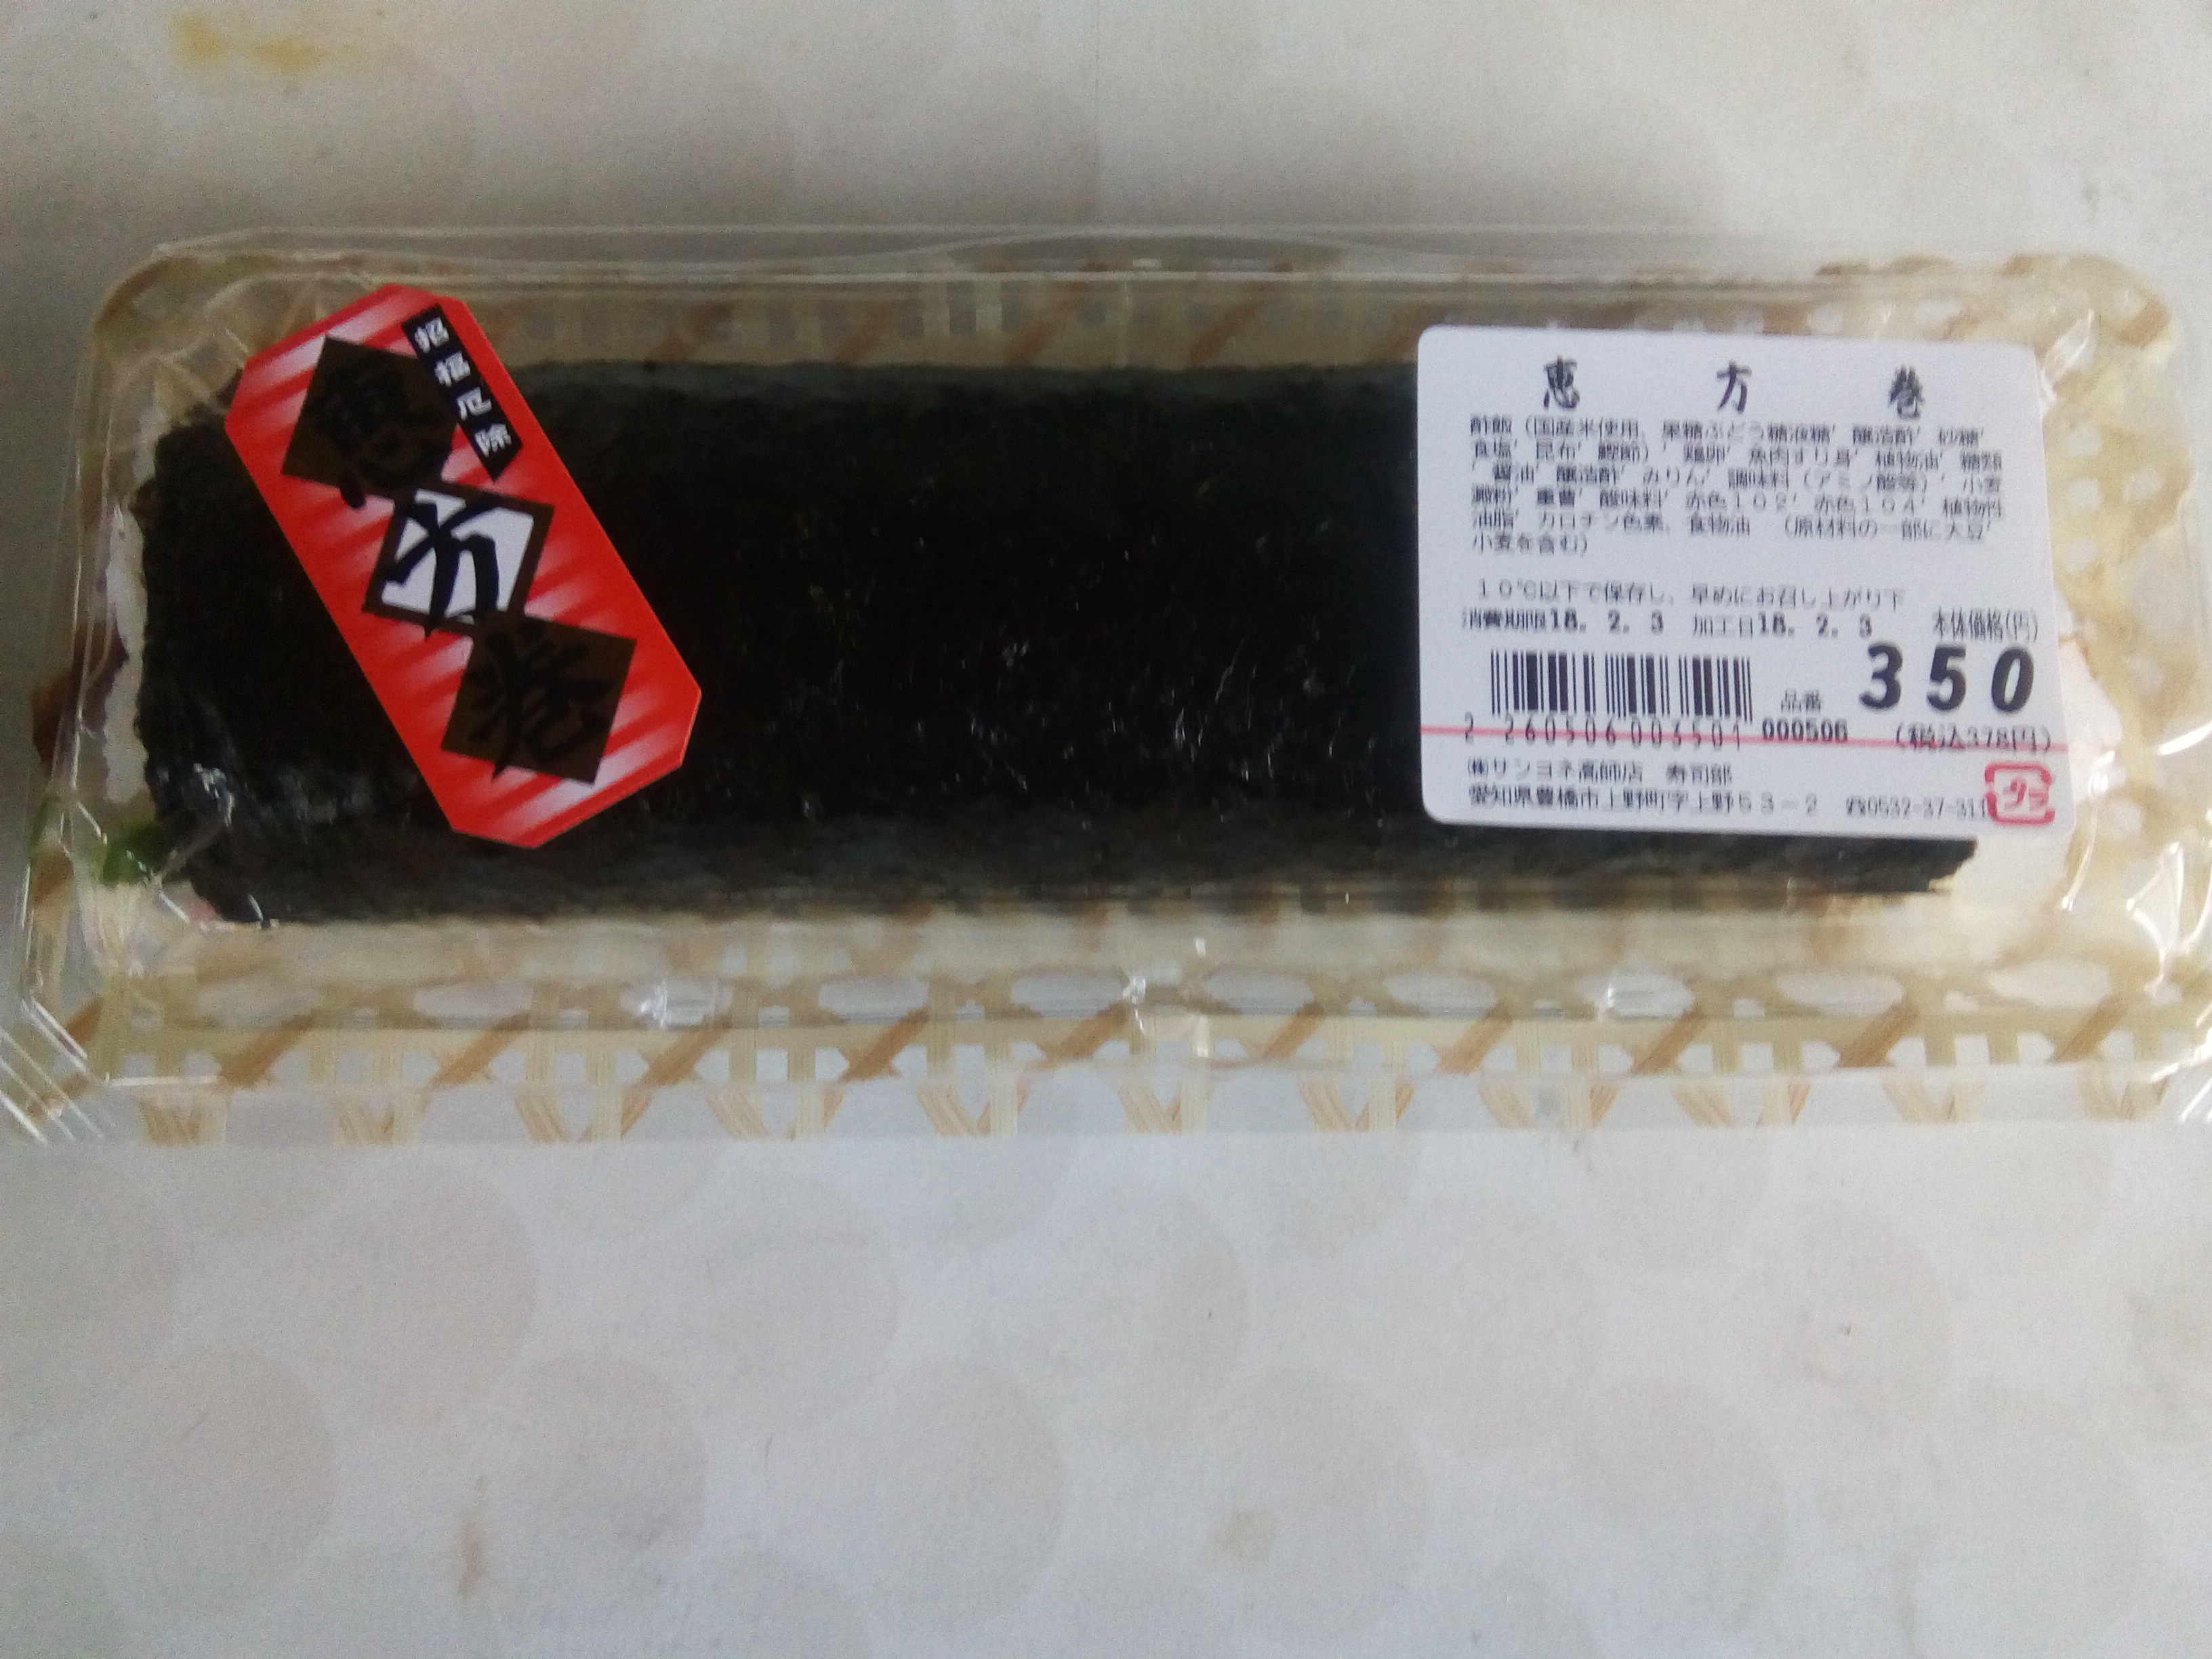 招福厄除
恵方巻
恵方巻
酢飯（国産米使用、果糖ぶどう糖液糖，醸造酢，砂糖，
食塩，昆布，鰹節），鶏卵，魚肉すり身，植物油，糖類
，醤油，醸造酢，みりん，調味料（アミノ酸等），小麦
澱粉，重曹，酸味料，赤色１０２，赤色１０４，植物性
油脂，カロチン色素、食物油　（原材料の一部に大豆，
小麦を含む）
１０℃以下で保存し、早めにお召し上がり下
消費期限18. 2. 3 加工日18. 2. 3 本体価格(円)
350
品番
2 260506 003501 000506 (税込378円)
㈱サンヨネ高師店　寿司部
愛知県豊橋市上野町字上野５３－２ ☎0532-37-311
プラ